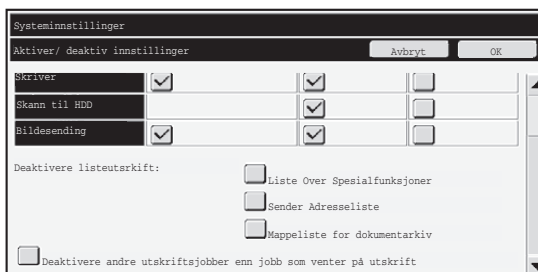 Systeminnstillinger
Aktiver/ deaktiv innstillinger Avbryt OK
Skriver
Skann til HDD
Bildesending
Deaktivere listeutskrift:
Liste Over Spesialfunksjoner
Sender Adresseliste
Mappeliste for dokumentarkiv
Deaktivere andre utskriftsjobber enn jobb som venter på utskrift